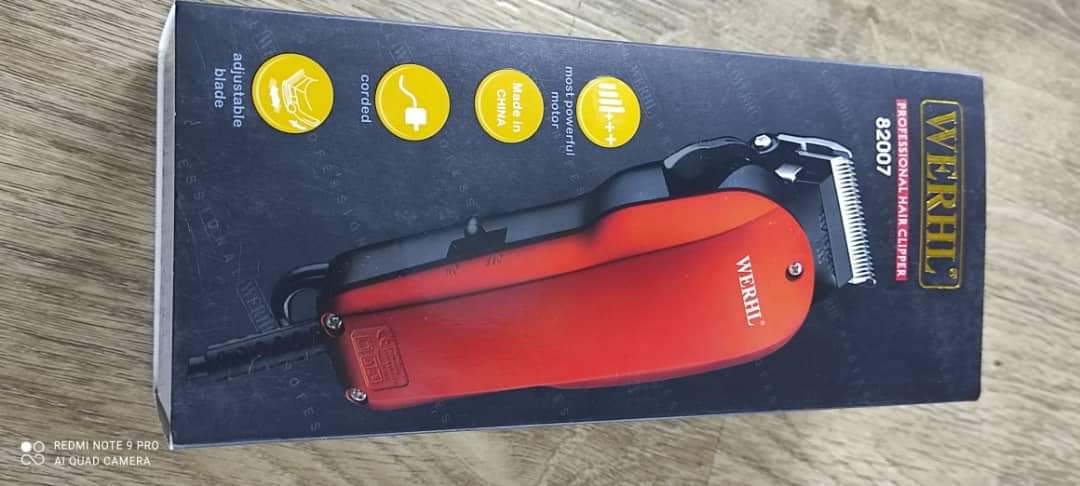 WERHL®
PROFESSIONAL HAIR CLIPPER
82007
most powerful
motor
Made in
CHINA
corded
adjustable
blade
WERHL®
REDMI NOTE 9 PRO
AI QUAD CAMERA